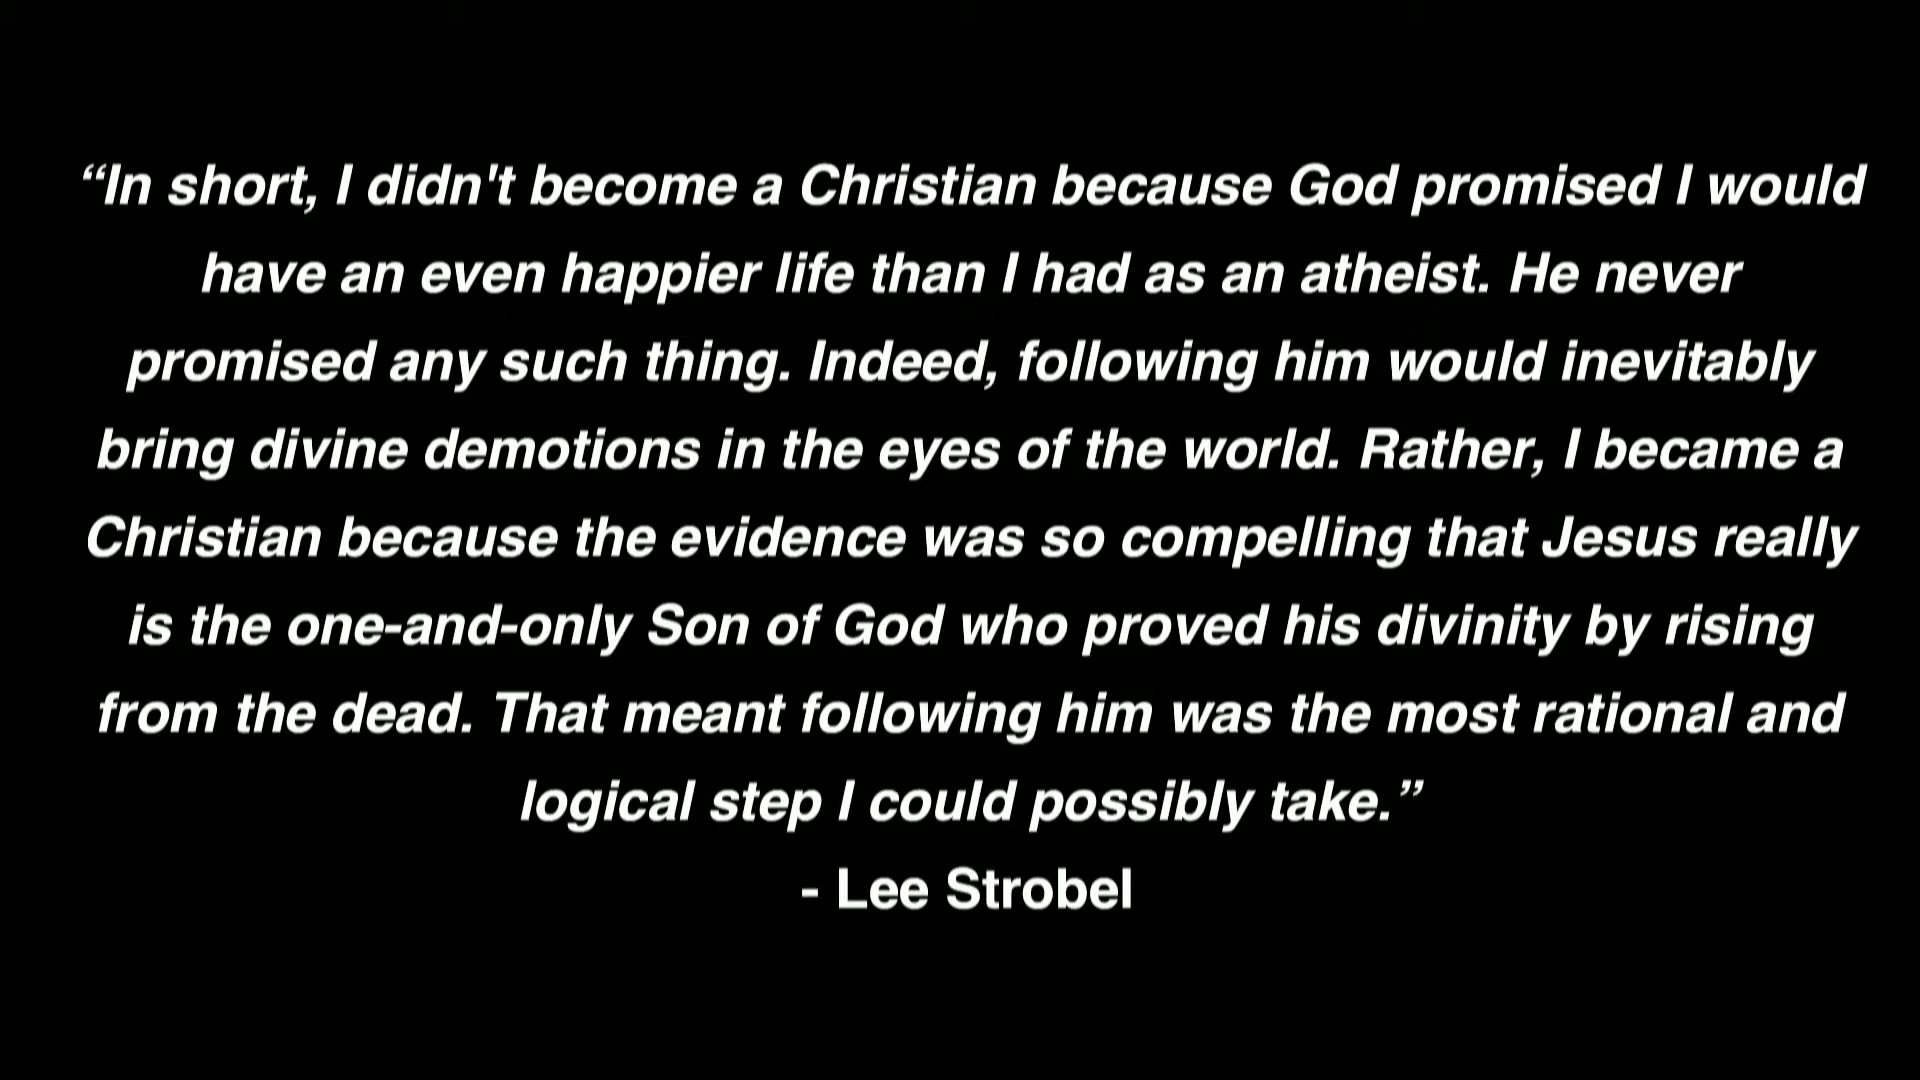 “In short, I didn't become a Christian because God promised I would
have an even happier life than I had as an atheist. He never
promised any such thing. Indeed, following him would inevitably
bring divine demotions in the eyes of the world. Rather, I became a
Christian because the evidence was so compelling that Jesus really
is the one-and-only Son of God who proved his divinity by rising
from the dead. That meant following him was the most rational and
logical step I could possibly take.”
- Lee Strobel